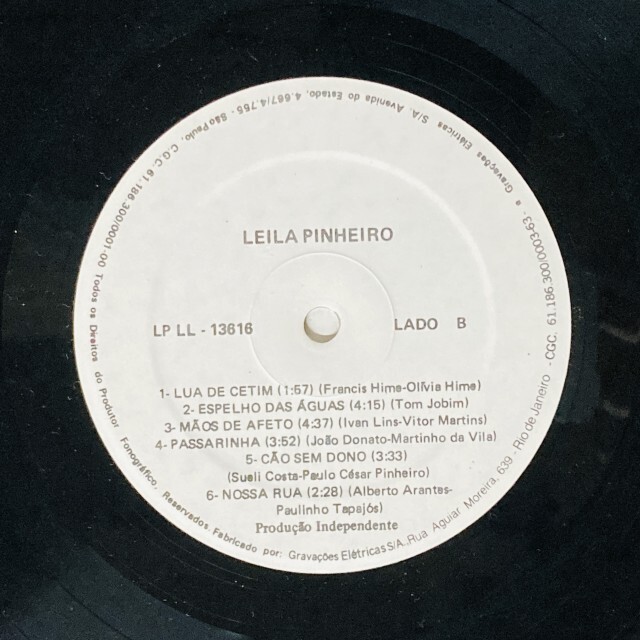 LEILA PINHEIRO
LP LL - 13616
LADO B
1- LUA DE CETIM (1:57) (Francis Hime-Olívia Hime)
2- ESPELHO DAS ÁGUAS (4:15) (Tom Jobim)
3- MÃOS DE AFETO (4:37) (Ivan Lins-Vitor Martins)
4- PASSARINHA (3:52) (João Donato-Martinho da Vila)
5- CÃO SEM DONO (3:33)
(Sueli Costa-Paulo César Pinheiro)
6- NOSSA RUA (2:28) (Alberto Arantes-
Paulinho Tapajós)
Produção Independente
Todos os Direitos do Produtor Fonográfico. Reservados. Fabricado por: Gravações Elétricas S/A. Rua Aguiar Moreira, 639 - Rio de Janeiro - CGC. 61.186.300/0003-63. e Gravações Elétricas S/A. Avenida do Estado, 4.667/4.755 - São Paulo. C.G.C 61.186.300/0001-00